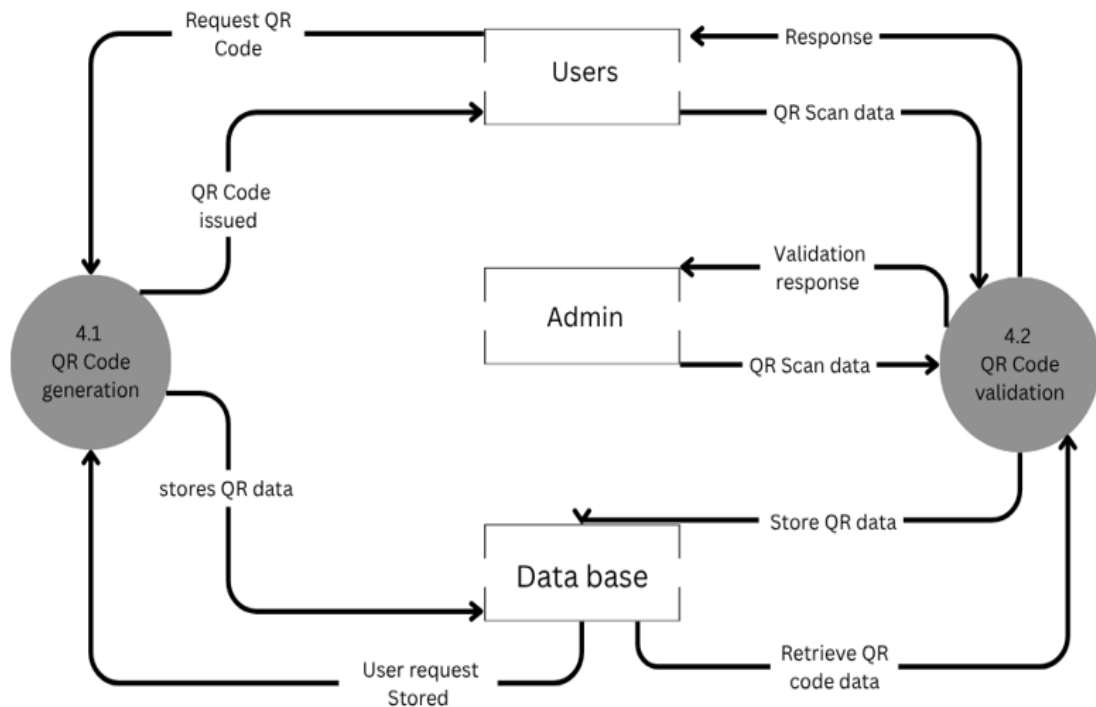 Request QR
Code
Response
Users
QR Scan data
QR Code
issued
Validation
response
Admin
4.1
QR Code
generation
4.2
QR Code
validation
QR Scan data
stores QR data
Store QR data
Data base
User request
Stored
Retrieve QR
code data